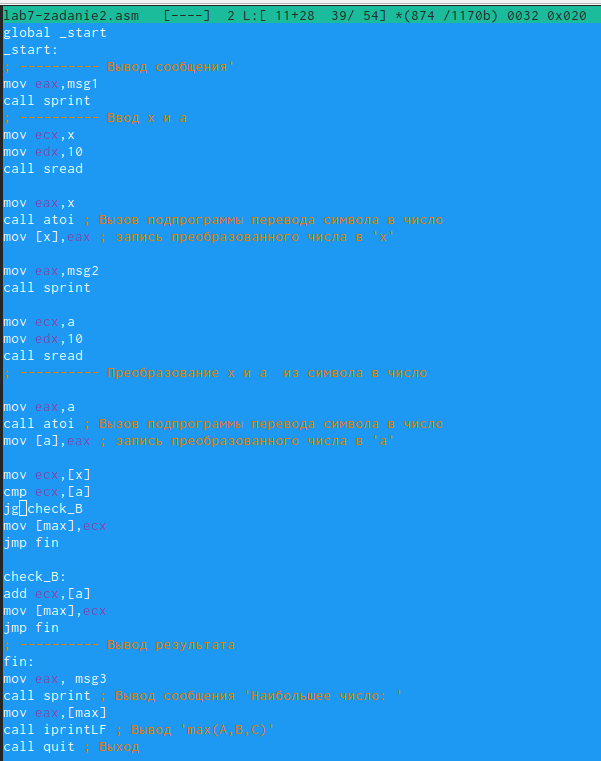 lab7-zadanie2.asm   [----]  2 L:[ 11+28  39/ 54] *(874 /1170b) 0032 0x020
global _start
_start:
; ---------- Вывод сообщения'
mov eax,msg1
call sprint
; ---------- Ввод x и a
mov ecx,x
mov edx,10
call sread
mov eax,x
call atoi ; Вызов подпрограммы перевода символа в число
mov [x],eax ; запись преобразованного числа в 'x'
mov eax,msg2
call sprint
mov ecx,a
mov edx,10
call sread
; ---------- Преобразование x и a  из символа в число
mov eax,a
call atoi ; Вызов подпрограммы перевода символа в число
mov [a],eax ; запись преобразованного числа в 'a'
mov ecx,[x]
cmp ecx,[a]
jg check_B
mov [max],ecx
jmp fin
check_B:
add ecx,[a]
mov [max],ecx
jmp fin
; ---------- Вывод результата
fin:
mov eax, msg3
call sprint ; Вывод сообщения 'Наибольшее число: '
mov eax,[max]
call iprintLF ; Вывод 'max(A,B,C)'
call quit ; Выход